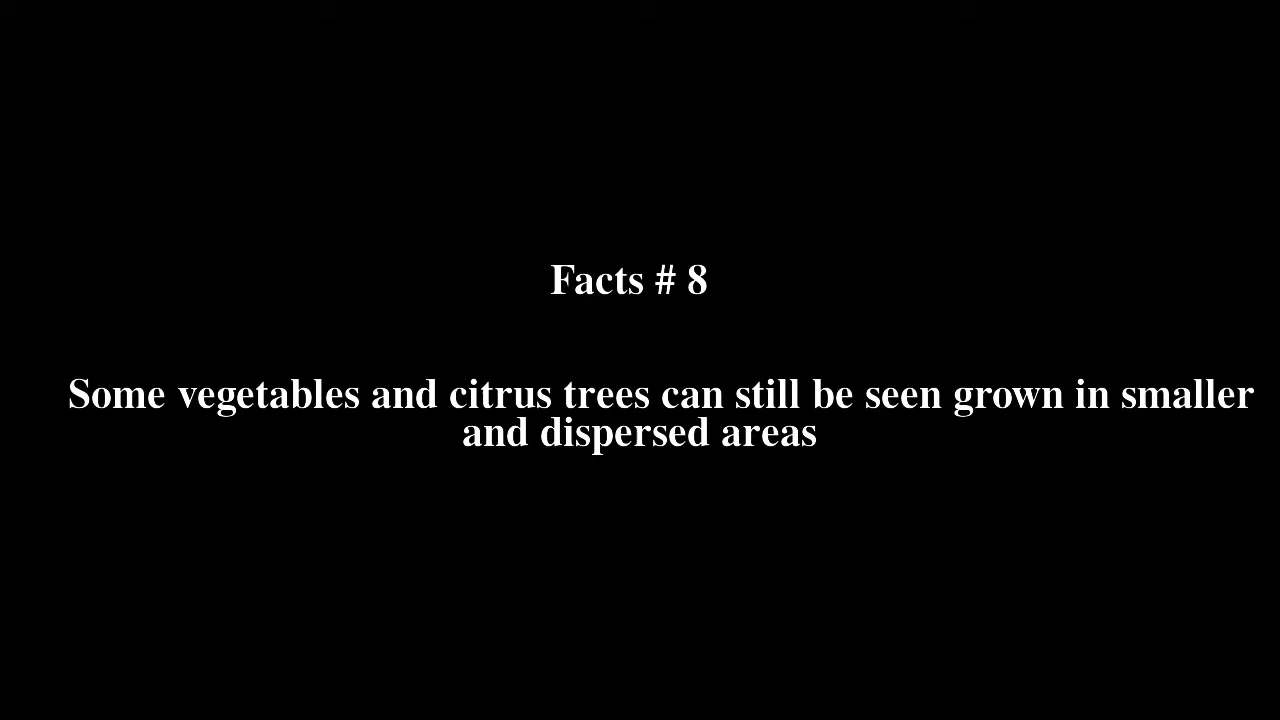 Facts # 8
Some vegetables and citrus trees can still be seen grown in smaller
and dispersed areas